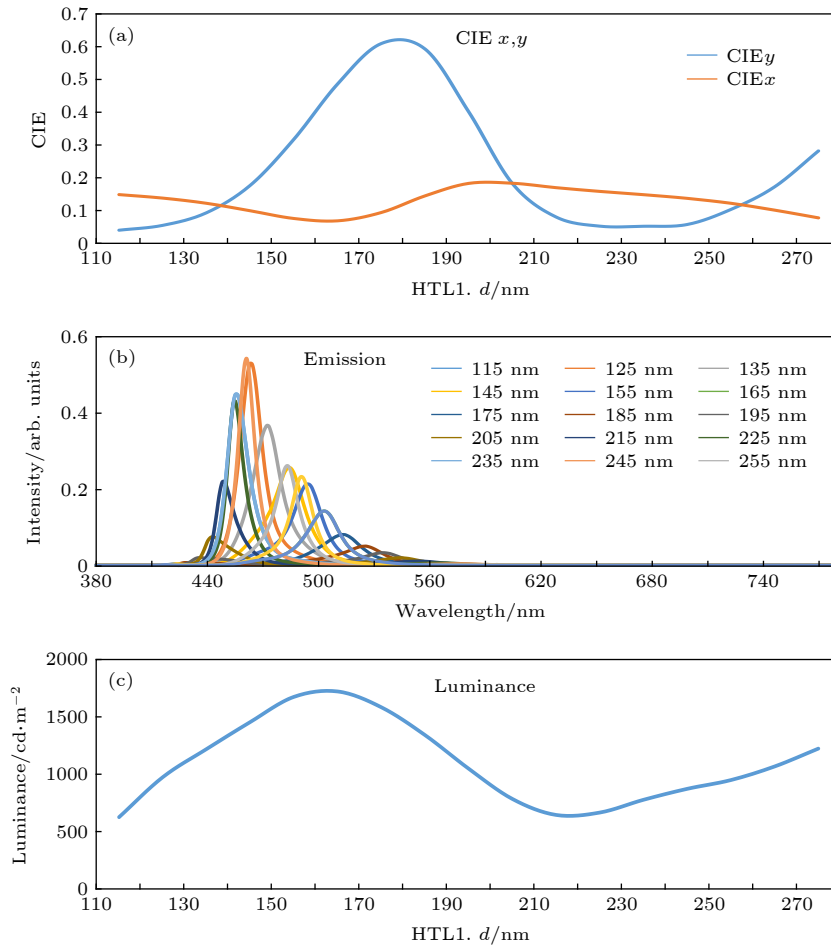 (a)
CIE x,y
CIEy
CIEx
0.7
0.6
0.5
0.4
0.3
0.2
0.1
0
CIE
110 130 150 170 190 210 230 250 270
HTL1. d/nm
(b)
Emission
115 nm 125 nm 135 nm
145 nm 155 nm 165 nm
175 nm 185 nm 195 nm
205 nm 215 nm 225 nm
235 nm 245 nm 255 nm
0.6
0.4
0.2
0
Intensity/arb. units
380 440 500 560 620 680 740
Wavelength/nm
(c)
Luminance
2000
1500
1000
500
0
Luminance/cd·m⁻²
110 130 150 170 190 210 230 250 270
HTL1. d/nm